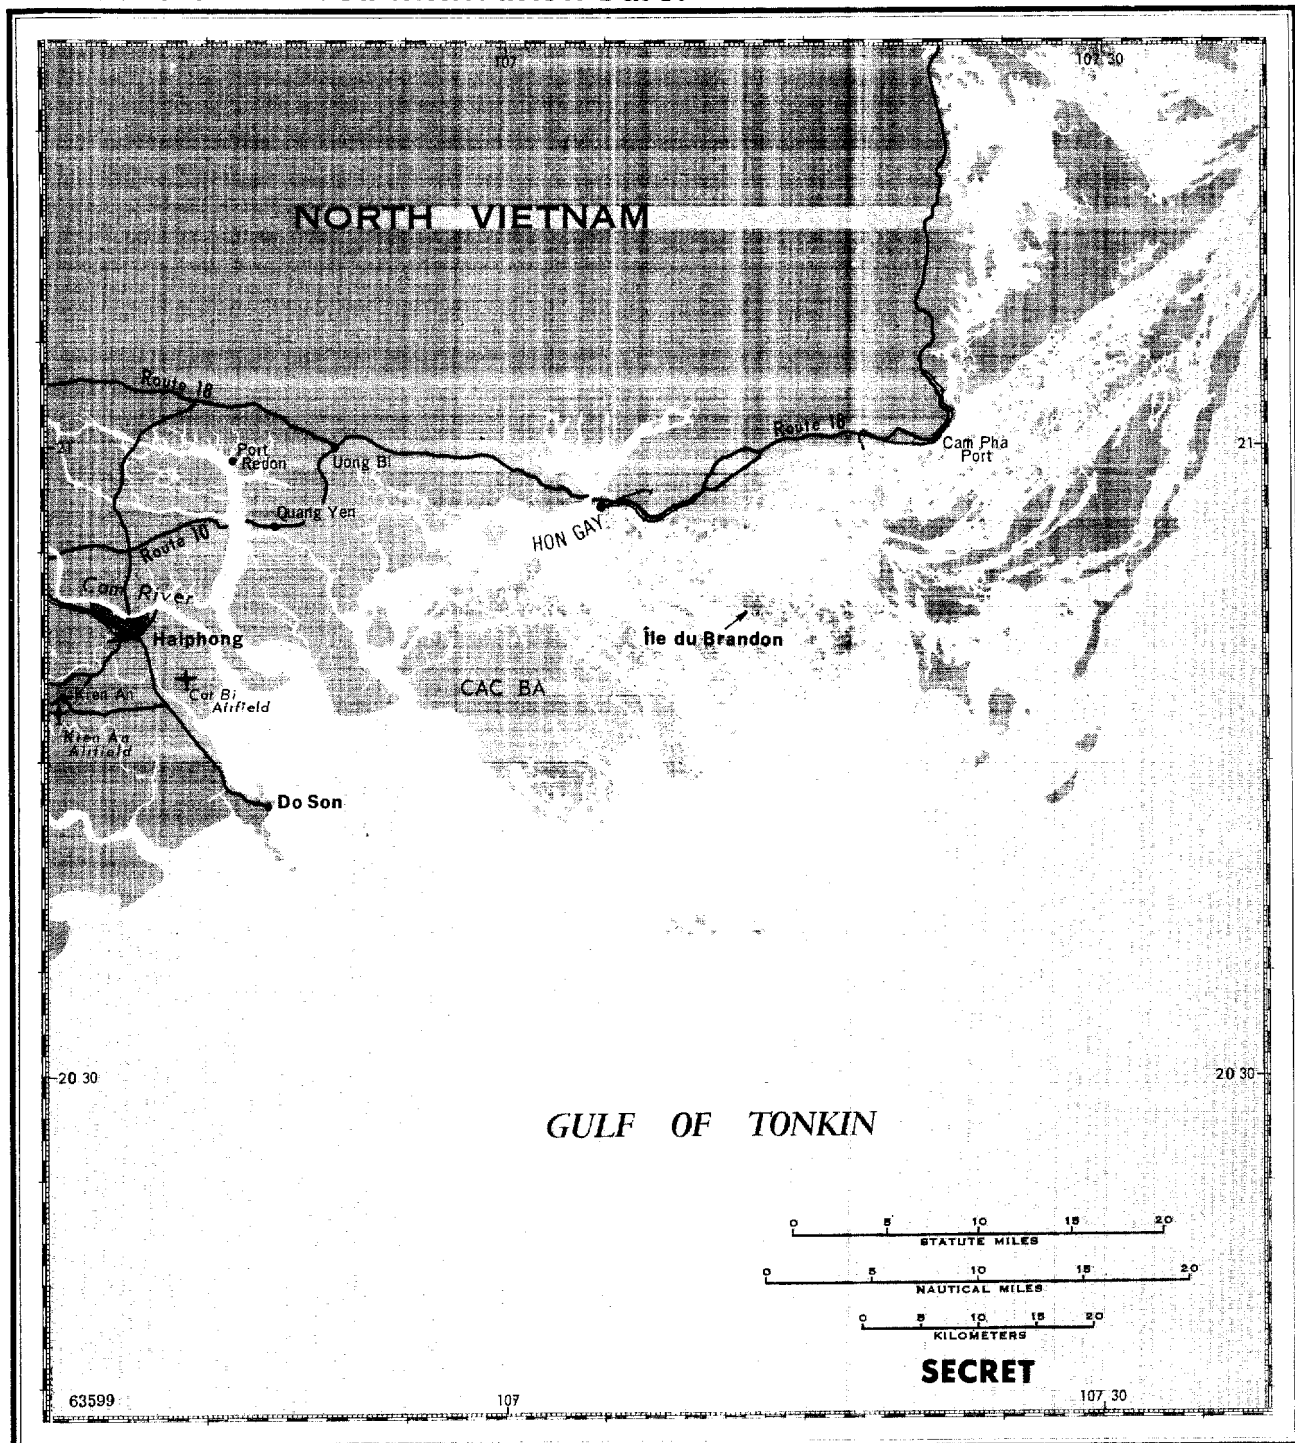 107
107 30
NORTH VIETNAM
Route 18
Route 18
21
Port
Redon
Uong Bi
Cam Pha
Port
21
Quang Yen
Route 10
HON GAY
Cam River
Haiphong
Île du Brandon
Kien An
Cat Bi
Airfield
CAC BA
Kien An
Airfield
Do Son
20 30
20 30
GULF OF TONKIN
0 5 10 15 20
STATUTE MILES
0 5 10 15 20
NAUTICAL MILES
0 5 10 15 20
KILOMETERS
SECRET
63599
107
107 30